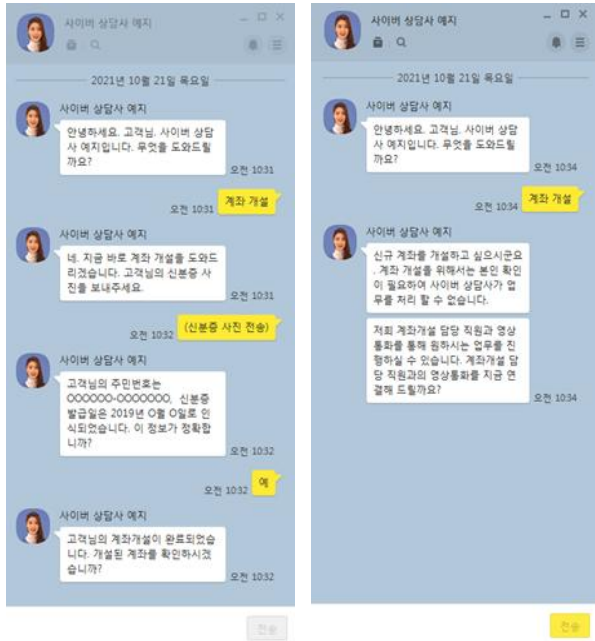 사이버 상담사 예지
2021년 10월 21일 목요일
사이버 상담사 예지
안녕하세요. 고객님. 사이버 상담
사 예지입니다. 무엇을 도와드릴
까요?
오전 10:31
계좌 개설
오전 10:31
사이버 상담사 예지
네. 지금 바로 계좌 개설을 도와드
리겠습니다. 고객님의 신분증 사
진을 보내주세요.
오전 10:31
(신분증 사진 전송)
오전 10:32
사이버 상담사 예지
고객님의 주민번호는
OOOOOO-OOOOOOO, 신분증
발급일은 2019년 O월 O일로 인
식되었습니다. 이 정보가 정확합
니까?
오전 10:32
예
오전 10:32
사이버 상담사 예지
고객님의 계좌개설이 완료되었습
니다. 개설된 계좌를 확인하시겠
습니까?
오전 10:32
전송
사이버 상담사 예지
2021년 10월 21일 목요일
사이버 상담사 예지
안녕하세요. 고객님. 사이버 상담
사 예지입니다. 무엇을 도와드릴
까요?
오전 10:34
계좌 개설
오전 10:34
사이버 상담사 예지
신규 계좌를 개설하고 싶으시군요
. 계좌 개설을 위해서는 본인 확인
이 필요하여 사이버 상담사가 업
무를 처리 할 수 없습니다.
저희 계좌개설 담당 직원과 영상
통화를 통해 원하시는 업무를 진
행하실 수 있습니다. 계좌개설 담
당 직원과의 영상통화를 지금 연
결해 드릴까요?
오전 10:34
전송